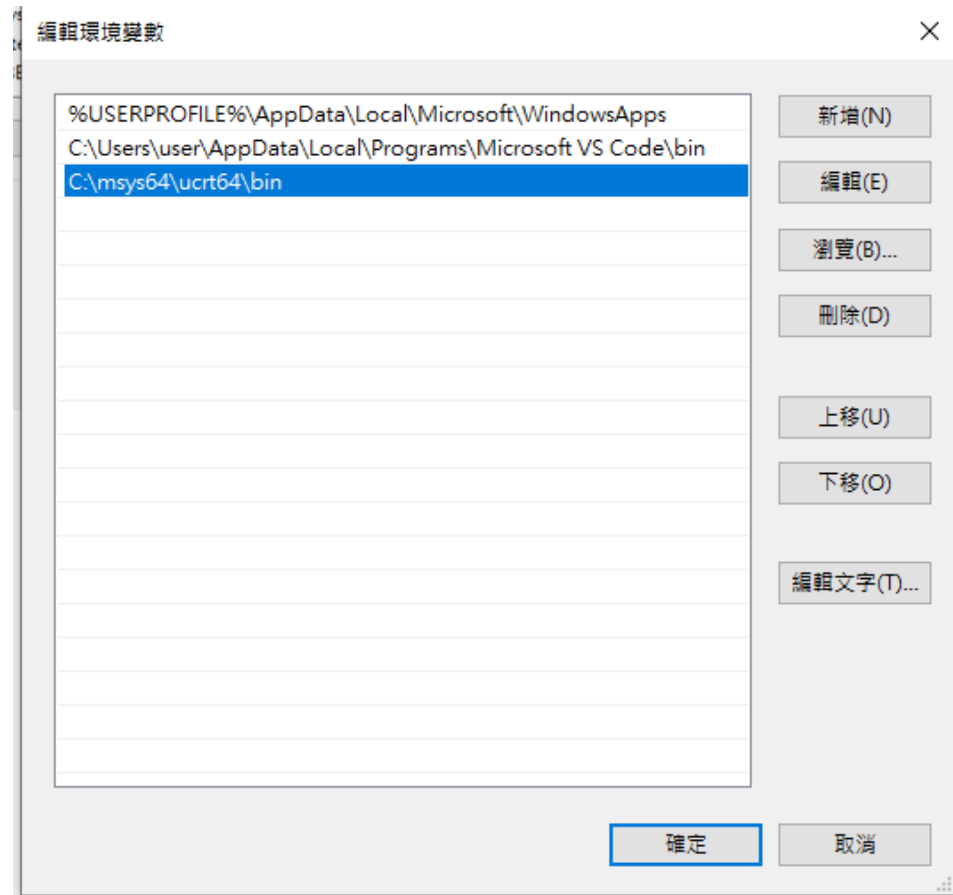 編輯環境變數
%USERPROFILE%\AppData\Local\Microsoft\WindowsApps
C:\Users\user\AppData\Local\Programs\Microsoft VS Code\bin
C:\msys64\ucrt64\bin
新增(N)
編輯(E)
瀏覽(B)...
刪除(D)
上移(U)
下移(O)
編輯文字(T)...
確定
取消